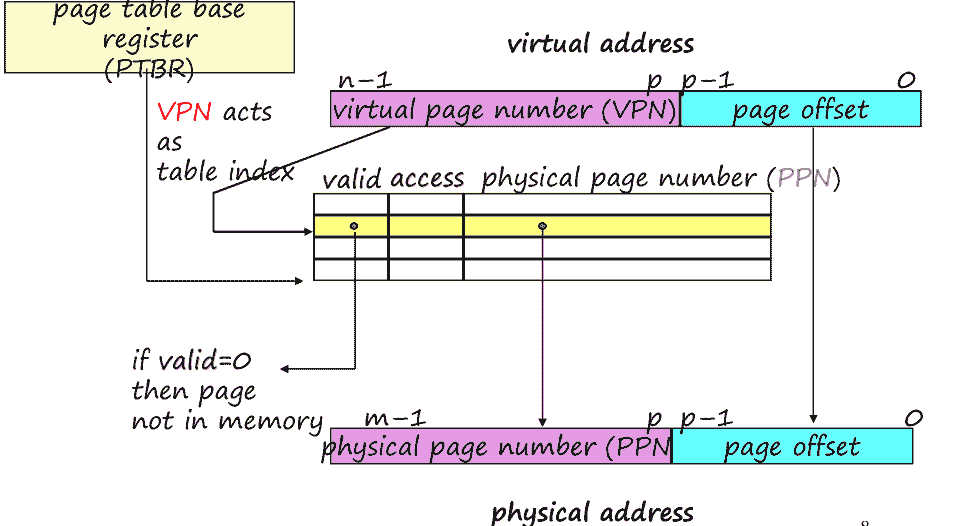 page table base
register
(PTBR)
virtual address
n-1 p p-1 0
virtual page number (VPN) page offset
VPN acts
as
table index
valid access physical page number (PPN)
if valid=0
then page
not in memory
m-1 p p-1 0
physical page number (PPN page offset
physical address
8